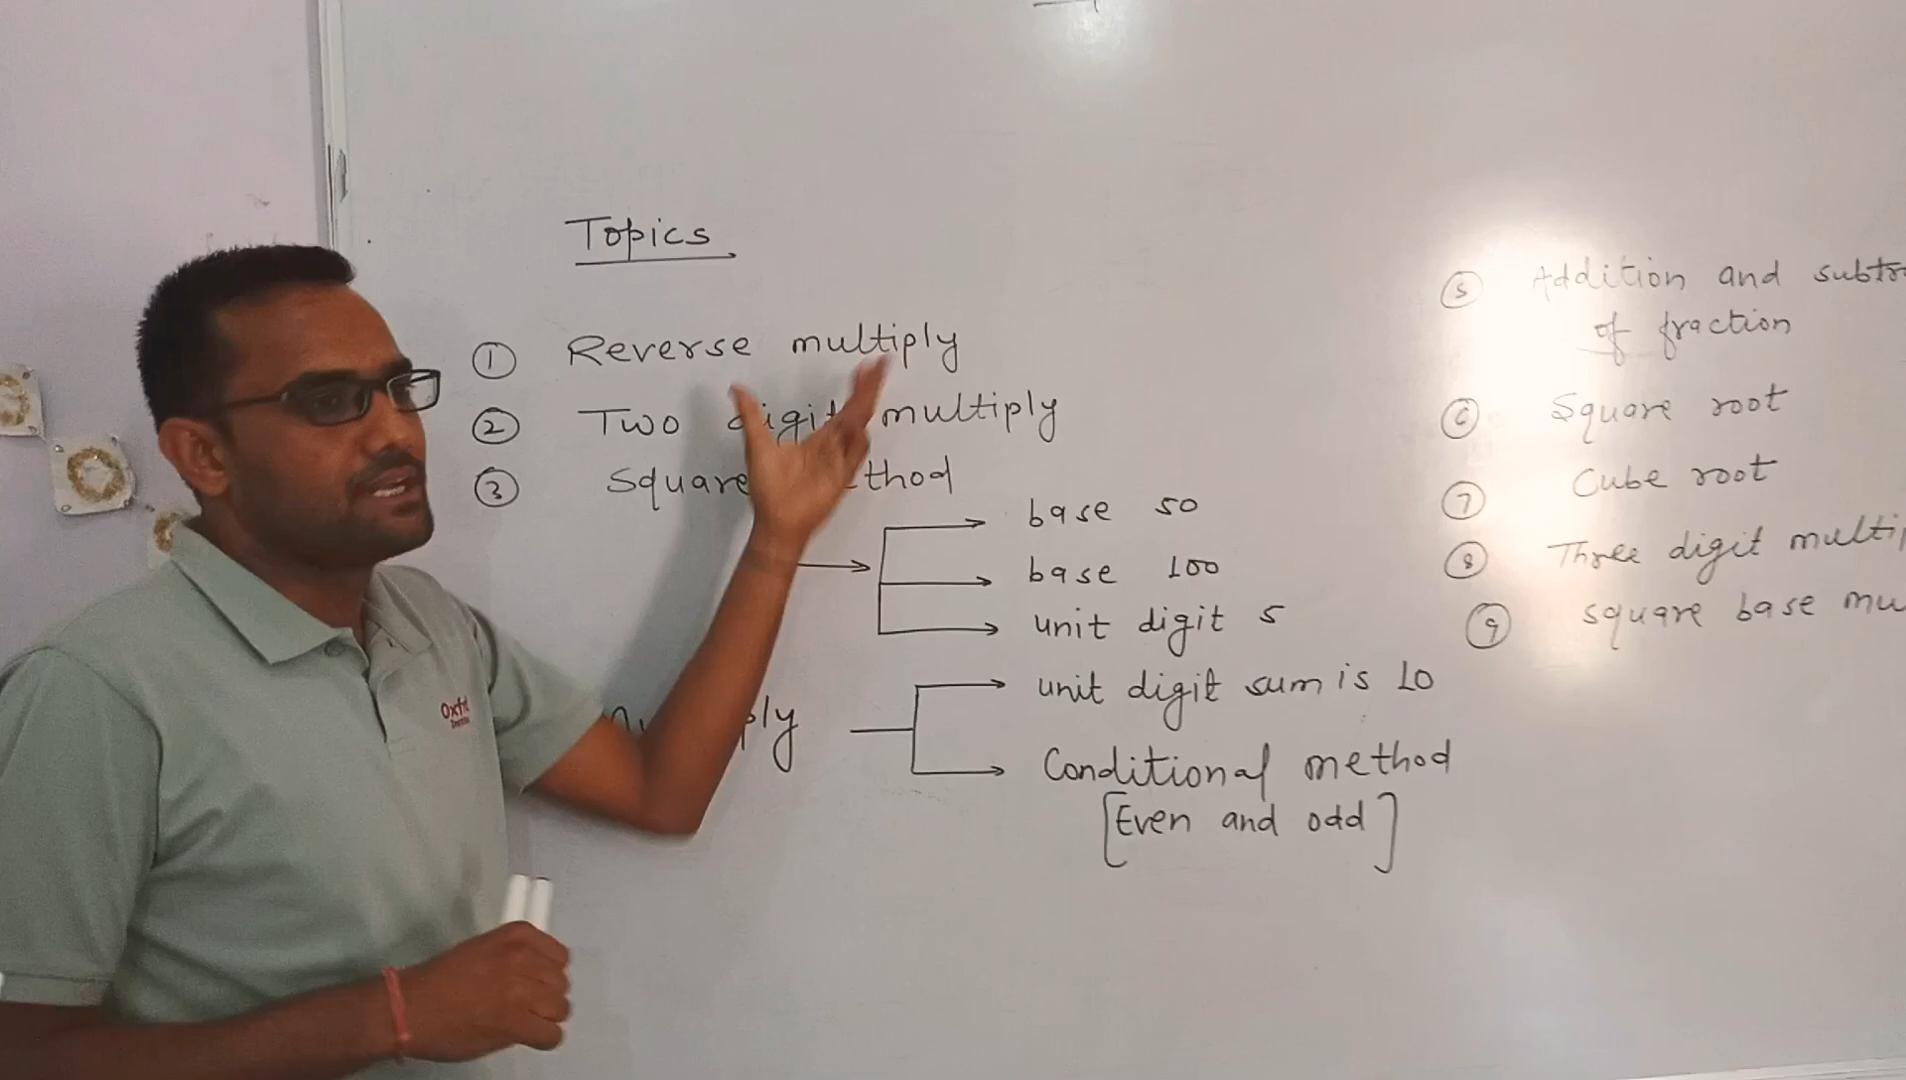 Topics
① Reverse multiply
② Two digit multiply
③ Square
base 50
base 100
unit digit 5
unit digit sum is 10
Conditional method
[Even and odd]
⑤ Addition and
of fraction
⑥ Square root
⑦ Cube root
⑧ Three digit
⑨ square base